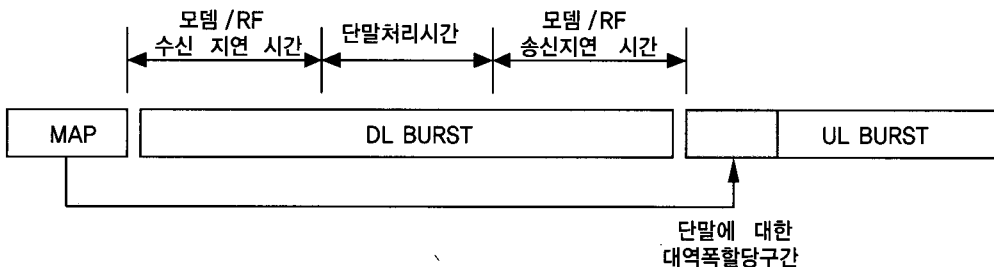 모뎀 /RF
수신 지연 시간
단말처리시간
모뎀 /RF
송신지연 시간
MAP
DL BURST
UL BURST
단말에 대한
대역폭할당구간